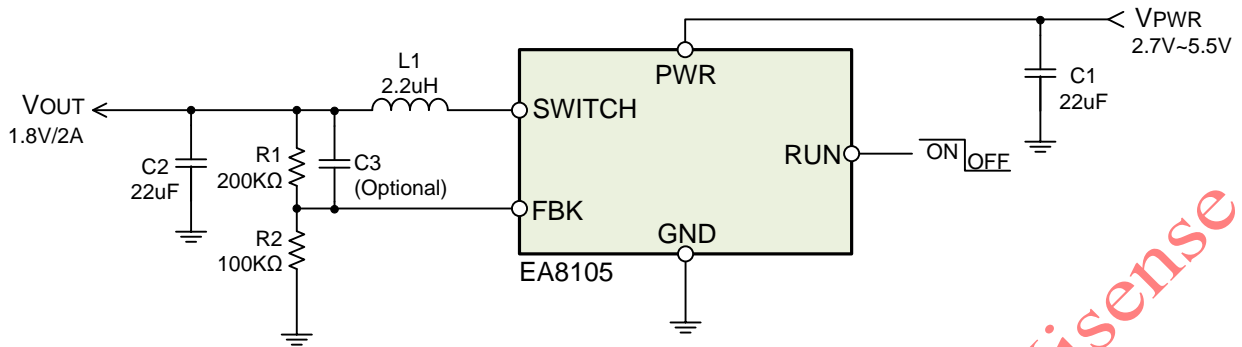 VPWR
2.7V~5.5V
C1
22uF
PWR
SWITCH
RUN
FBK
GND
EA8105
ON
OFF
L1
2.2uH
VOUT
1.8V/2A
C2
22uF
R1
200KΩ
C3
(Optional)
R2
100KΩ